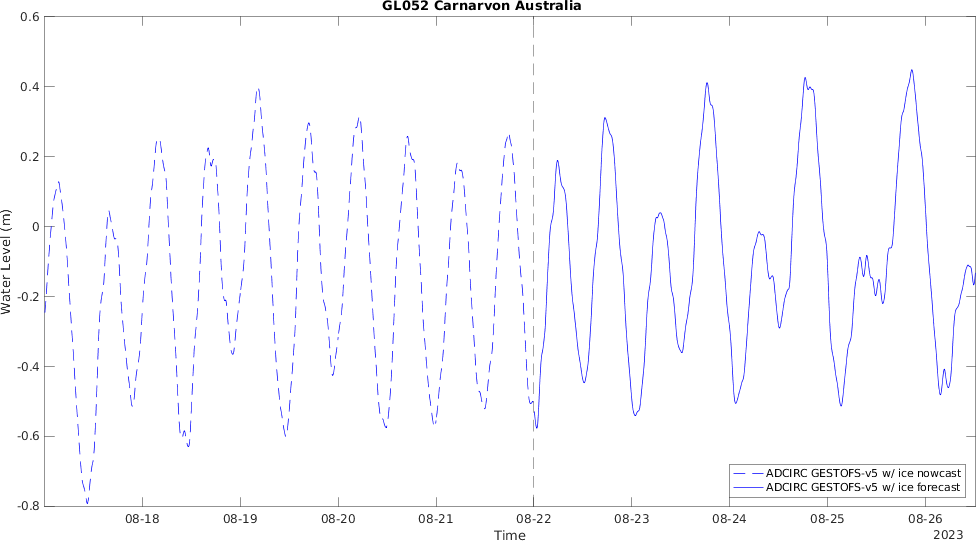 GL052 Carnarvon Australia
0.6
0.4
0.2
0
-0.2
-0.4
-0.6
-0.8
Water Level (m)
08-18 08-19 08-20 08-21 08-22 08-23 08-24 08-25 08-26
Time
2023
ADCIRC GESTOFS-v5 w/ ice nowcast
ADCIRC GESTOFS-v5 w/ ice forecast